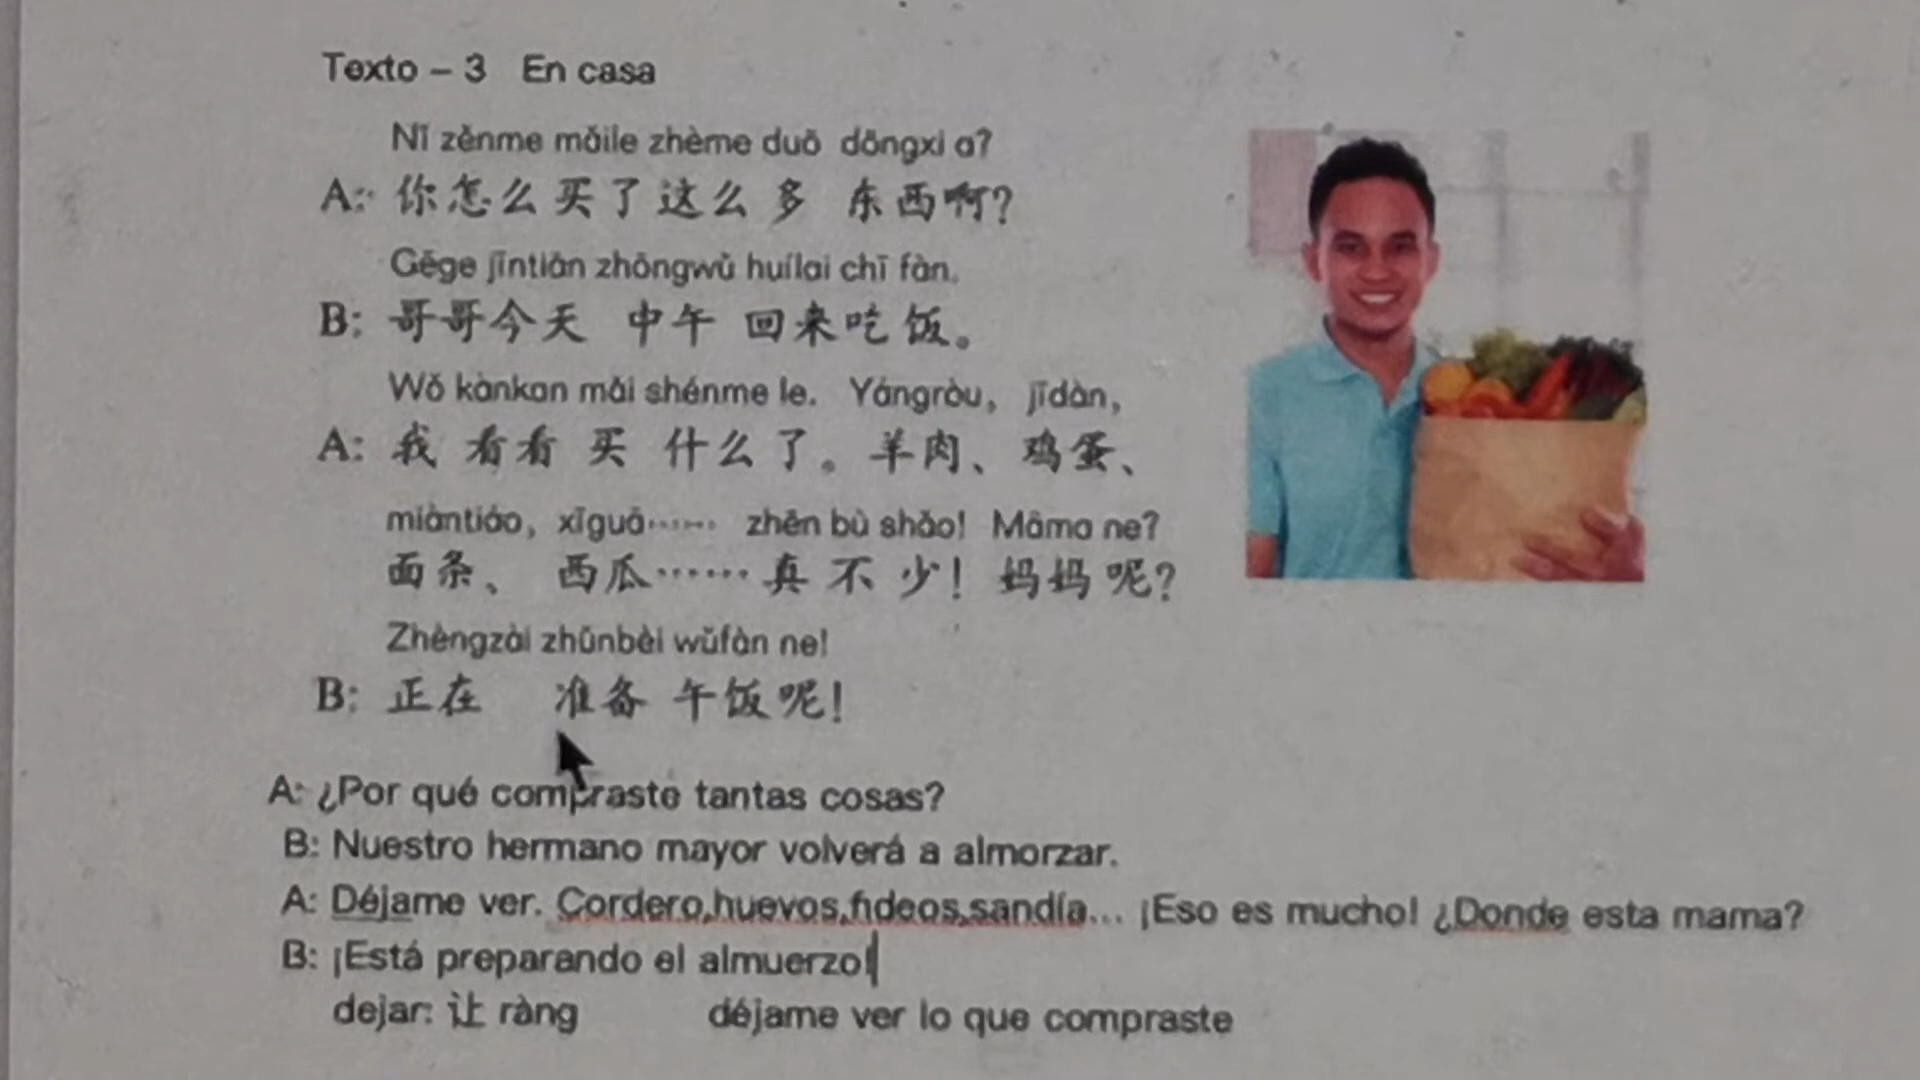 Texto – 3 En casa
Nǐ zěnme mǎile zhème duō dōngxi a?
A: 你怎么买了这么多东西啊?
Gēge jīntiān zhōngwǔ huílai chī fàn.
B: 哥哥今天中午回来吃饭。
Wǒ kànkan mǎi shénme le. Yángròu, jīdàn,
A: 我看看买什么了。羊肉、鸡蛋、
miàntiáo, xīguā…… zhēn bù shǎo! Māma ne?
面条、西瓜……真不少! 妈妈呢?
Zhèngzài zhǔnbèi wǔfàn ne!
B: 正在准备午饭呢!
A: ¿Por qué compraste tantas cosas?
B: Nuestro hermano mayor volverá a almorzar.
A: Déjame ver. Cordero,huevos,fideos,sandía... ¡Eso es mucho! ¿Donde esta mama?
B: ¡Está preparando el almuerzo!
dejar: 让 ràng déjame ver lo que compraste